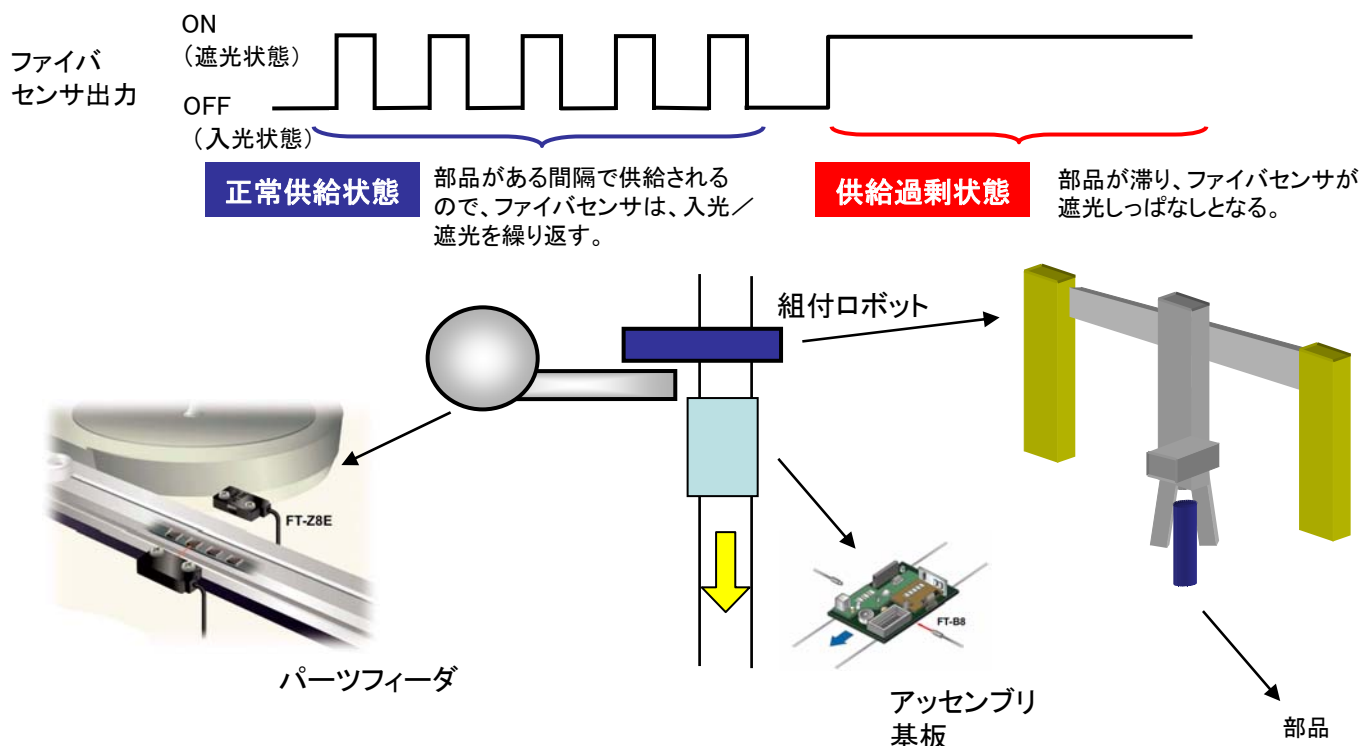 ON
（遮光状態）
ファイバ
センサ出力
OFF
（入光状態）
正常供給状態
部品がある間隔で供給される
ので、ファイバセンサは、入光／
遮光を繰り返す。
供給過剰状態
部品が滞り、ファイバセンサが
遮光しっぱなしとなる。
組付ロボット
FT-Z8E
FT-B8
パーツフィーダ
アッセンブリ
基板
部品